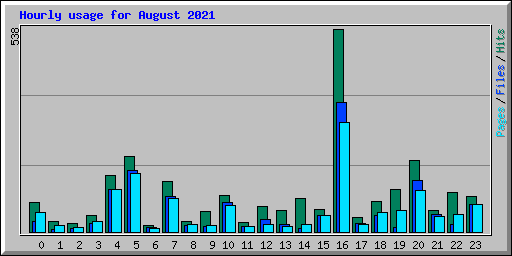 Hourly usage for August 2021
538
Pages / Files / Hits
0 1 2 3 4 5 6 7 8 9 10 11 12 13 14 15 16 17 18 19 20 21 22 23